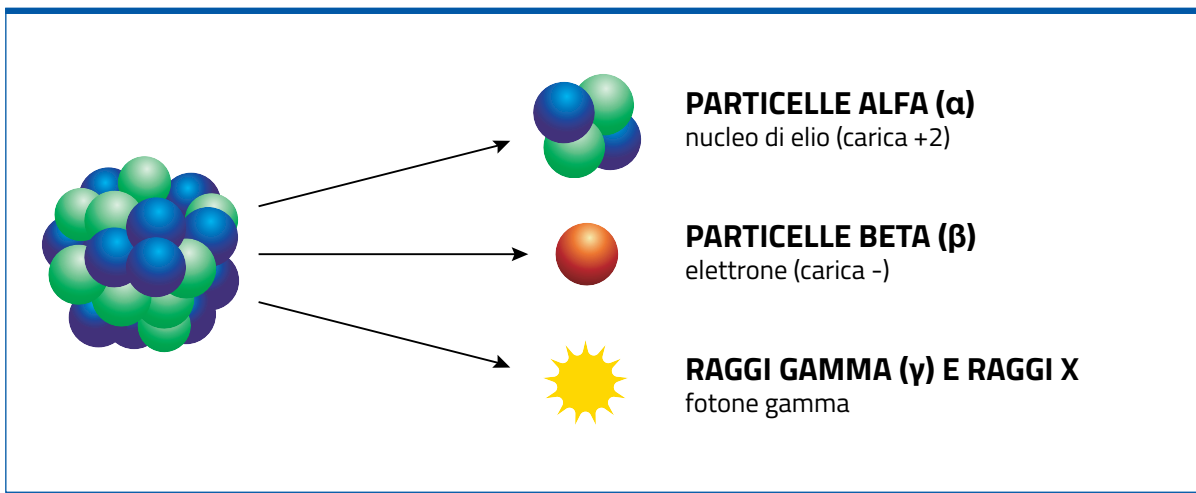 PARTICELLE ALFA (α)
nucleo di elio (carica +2)
PARTICELLE BETA (β)
elettrone (carica -)
RAGGI GAMMA (γ) E RAGGI X
fotone gamma